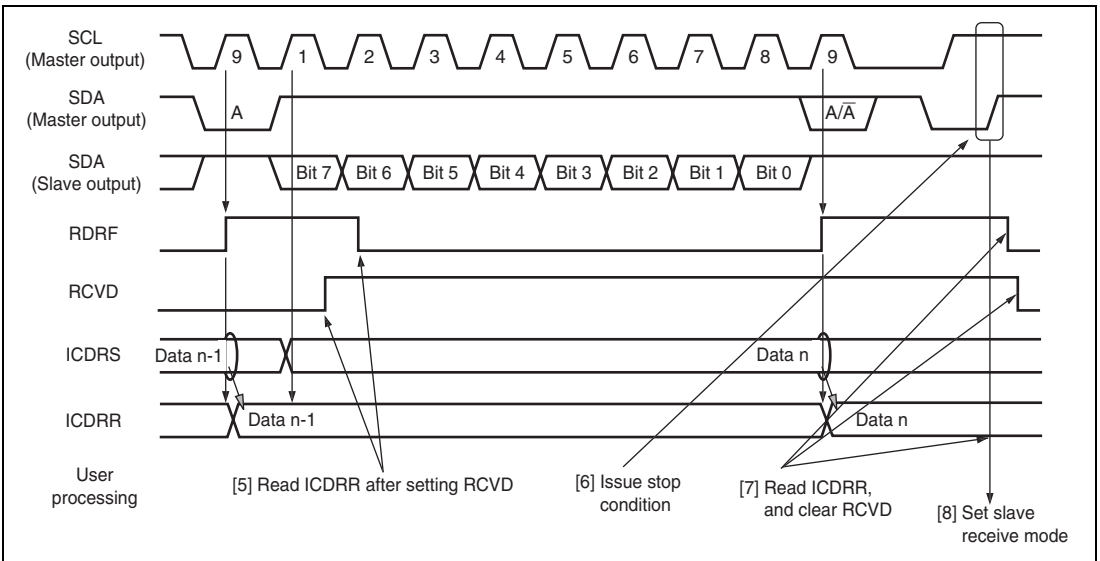 SCL
(Master output)
9 1 2 3 4 5 6 7 8 9
SDA
(Master output)
A A/A̅
SDA
(Slave output)
Bit 7 Bit 6 Bit 5 Bit 4 Bit 3 Bit 2 Bit 1 Bit 0
RDRF
RCVD
ICDRS
Data n-1 Data n
ICDRR
Data n-1 Data n
User
processing
[5] Read ICDRR after setting RCVD
[6] Issue stop
condition
[7] Read ICDRR,
and clear RCVD
[8] Set slave
receive mode